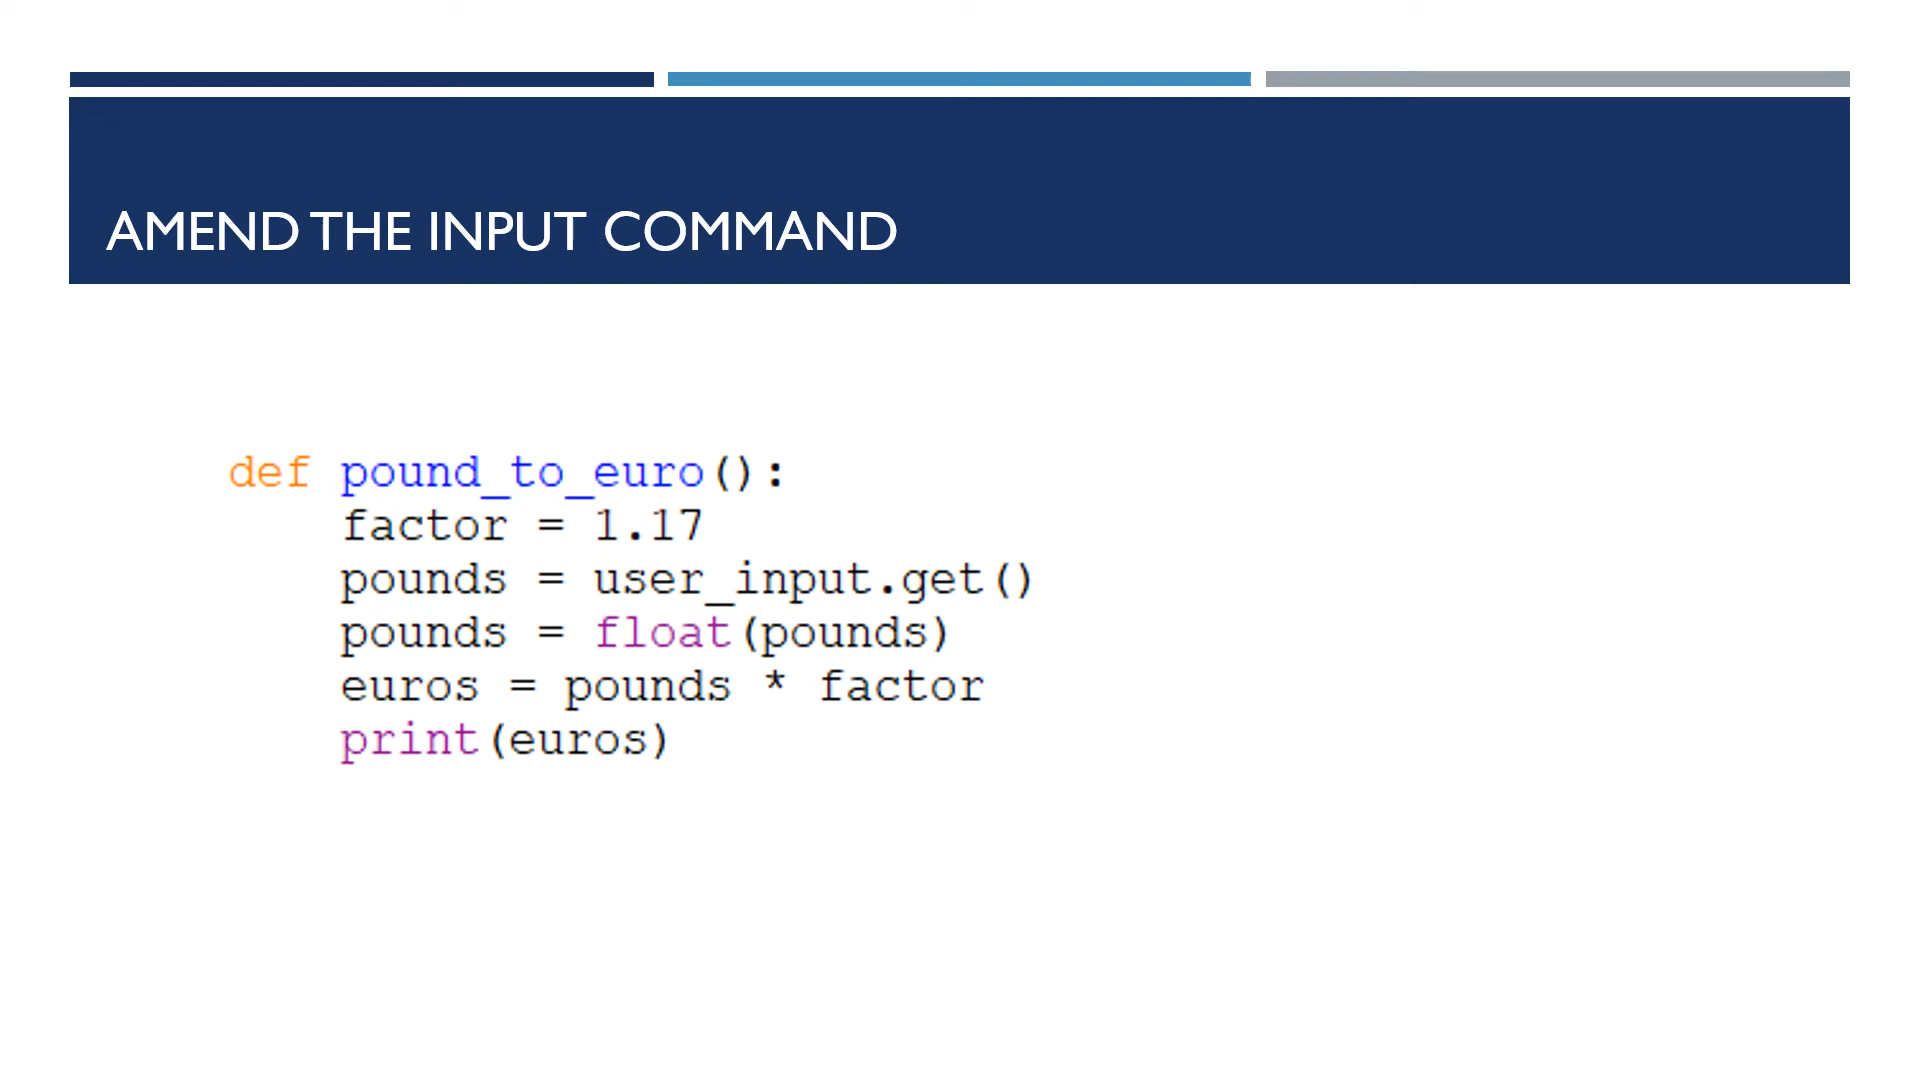 AMEND THE INPUT COMMAND
def pound_to_euro():
    factor = 1.17
    pounds = user_input.get()
    pounds = float(pounds)
    euros = pounds * factor
    print(euros)